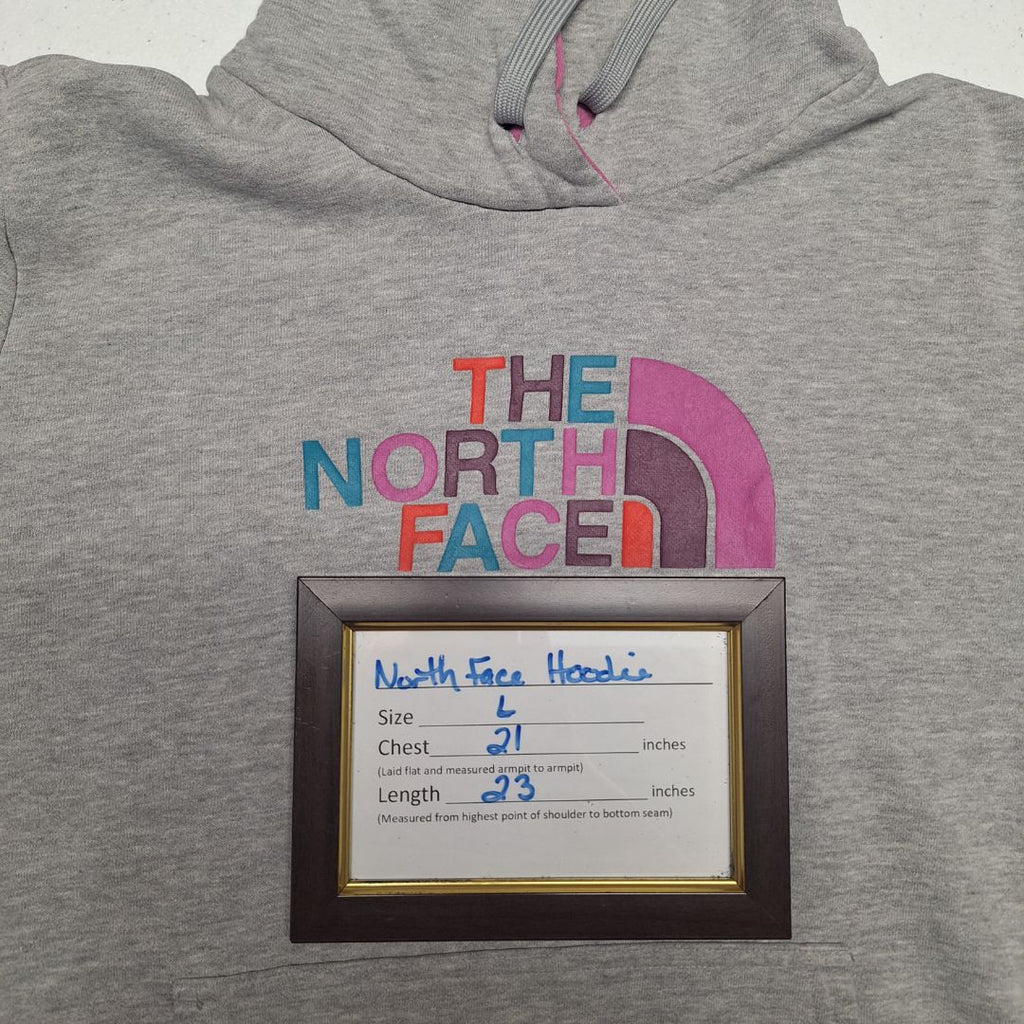 THE
NORTH
FACE
North Face Hoodie
Size L
Chest 21 inches
(Laid flat and measured armpit to armpit)
Length 23 inches
(Measured from highest point of shoulder to bottom seam)